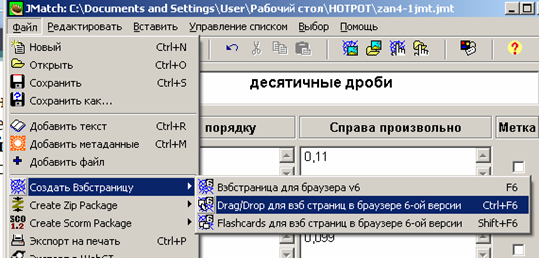 JMatch: C:\Documents and Settings\User\Рабочий стол\HOTPOT\zan4-1jmt.jmt
Файл Редактировать Вставить Управление списком Выбор Помощь
Новый Ctrl+N
Открыть Ctrl+O
Сохранить Ctrl+S
Сохранить как...
десятичные дроби
Добавить текст Ctrl+R
порядку Справа произвольно Метка
Добавить метаданные Ctrl+M
Добавить файл
0,11
Создать Вэбстраницу
Вэбстраница для браузера v6 F6
Create Zip Package
Drag/Drop для вэб страниц в браузере 6-ой версии Ctrl+F6
SCO 1.2 Create Scorm Package
Flashcards для вэб страниц в браузере 6-ой версии Shift+F6
Экспорт на печать Ctrl+P
0,099